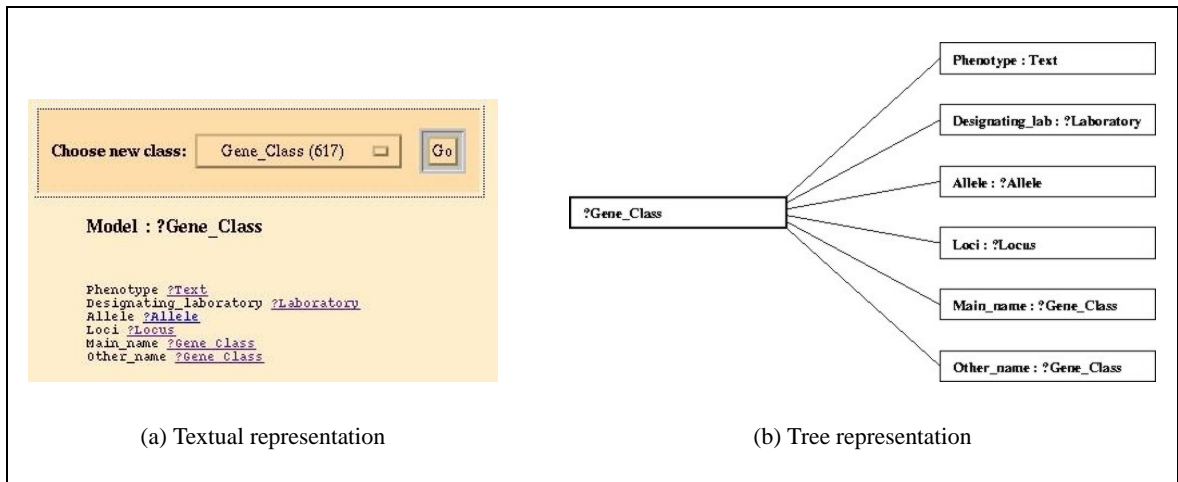 Choose new class: Gene_Class (617) Go
Model : ?Gene_Class
Phenotype ?Text
Designating_laboratory ?Laboratory
Allele ?Allele
Loci ?Locus
Main_name ?Gene_Class
Other_name ?Gene_Class
(a) Textual representation
?Gene_Class
Phenotype : Text
Designating_lab : ?Laboratory
Allele : ?Allele
Loci : ?Locus
Main_name : ?Gene_Class
Other_name : ?Gene_Class
(b) Tree representation